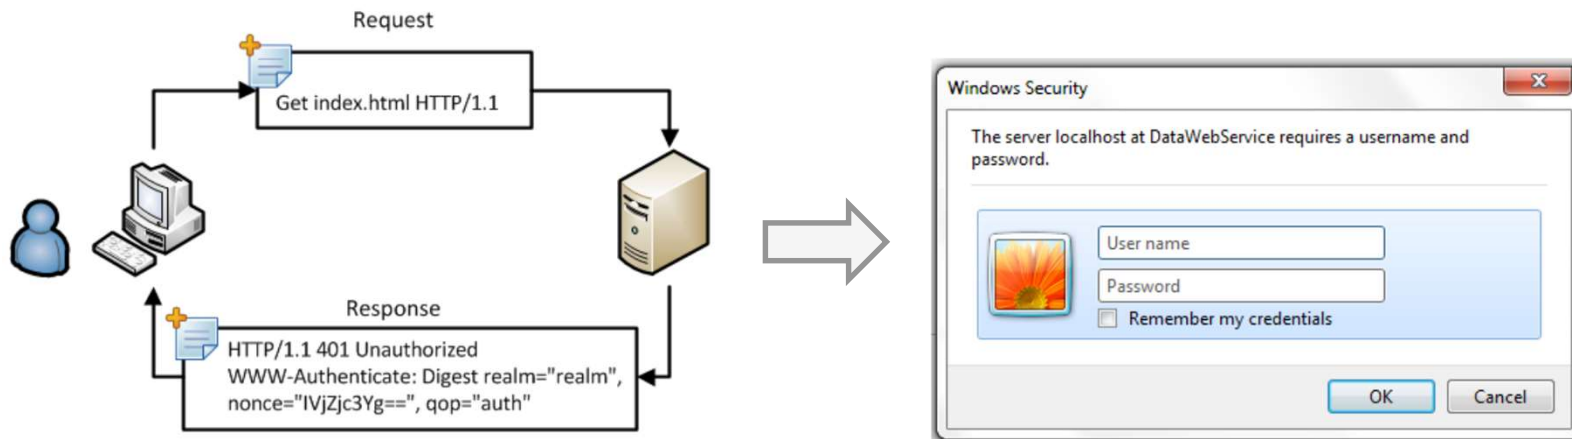 Request
Get index.html HTTP/1.1
Response
HTTP/1.1 401 Unauthorized
WWW-Authenticate: Digest realm="realm",
nonce="IVjZjc3Yg==", qop="auth"
Windows Security
The server localhost at DataWebService requires a username and
password.
User name
Password
Remember my credentials
OK
Cancel